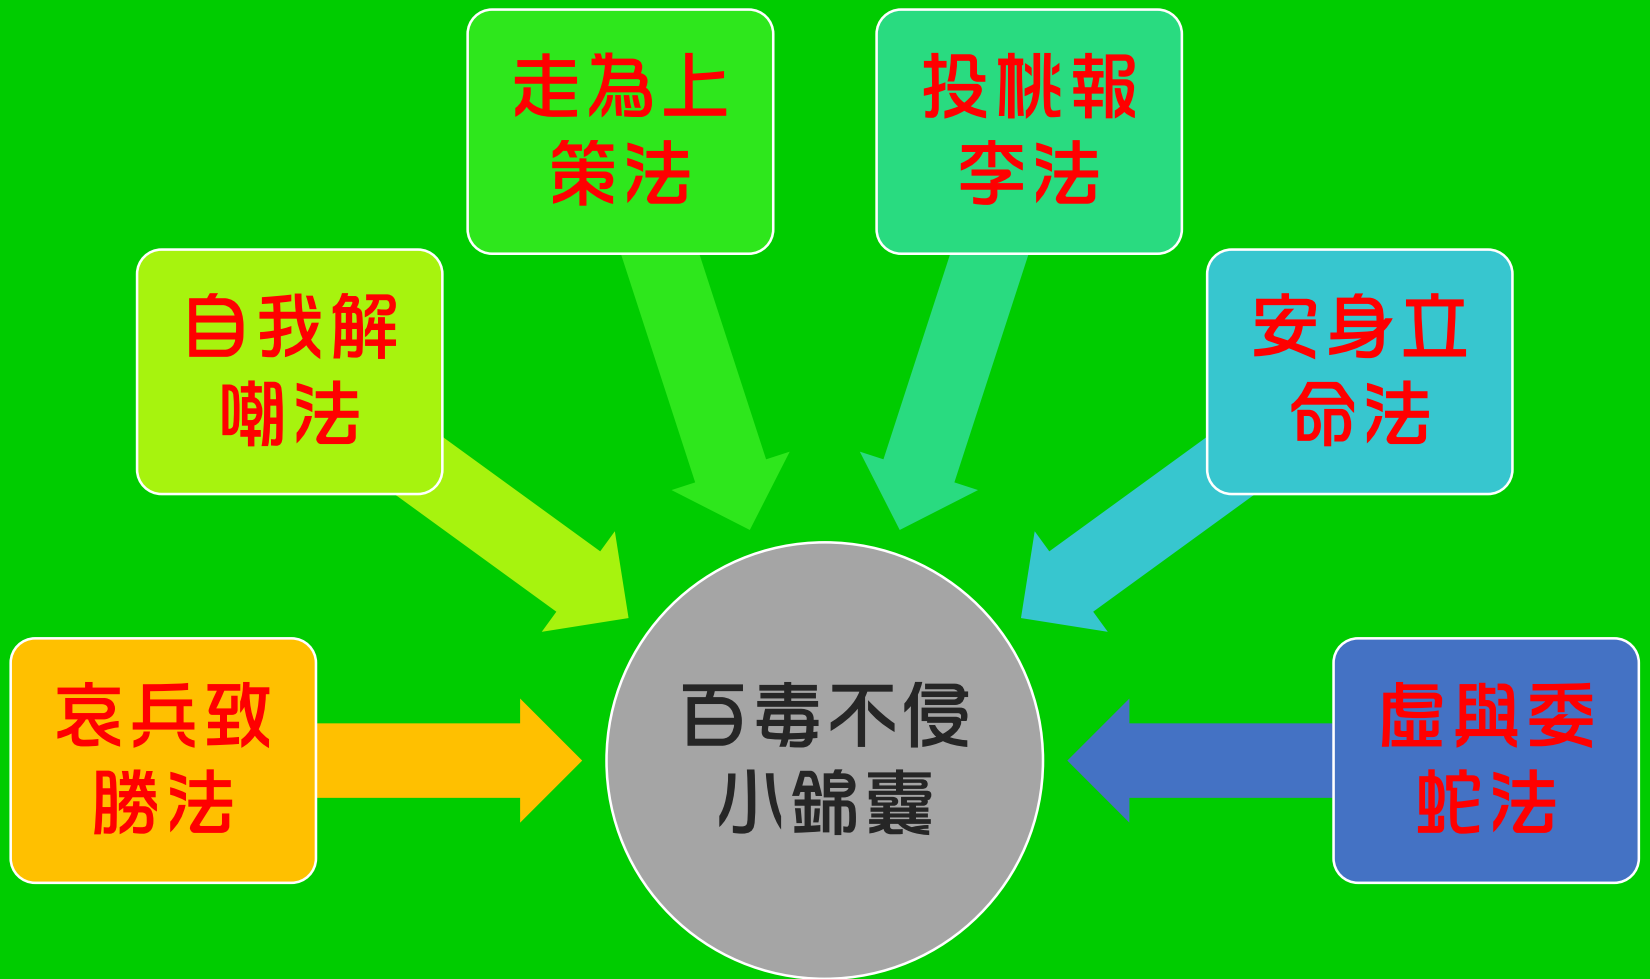 走為上
策法
投桃報
李法
自我解
嘲法
安身立
命法
哀兵致
勝法
百毒不侵
小錦囊
虛與委
蛇法